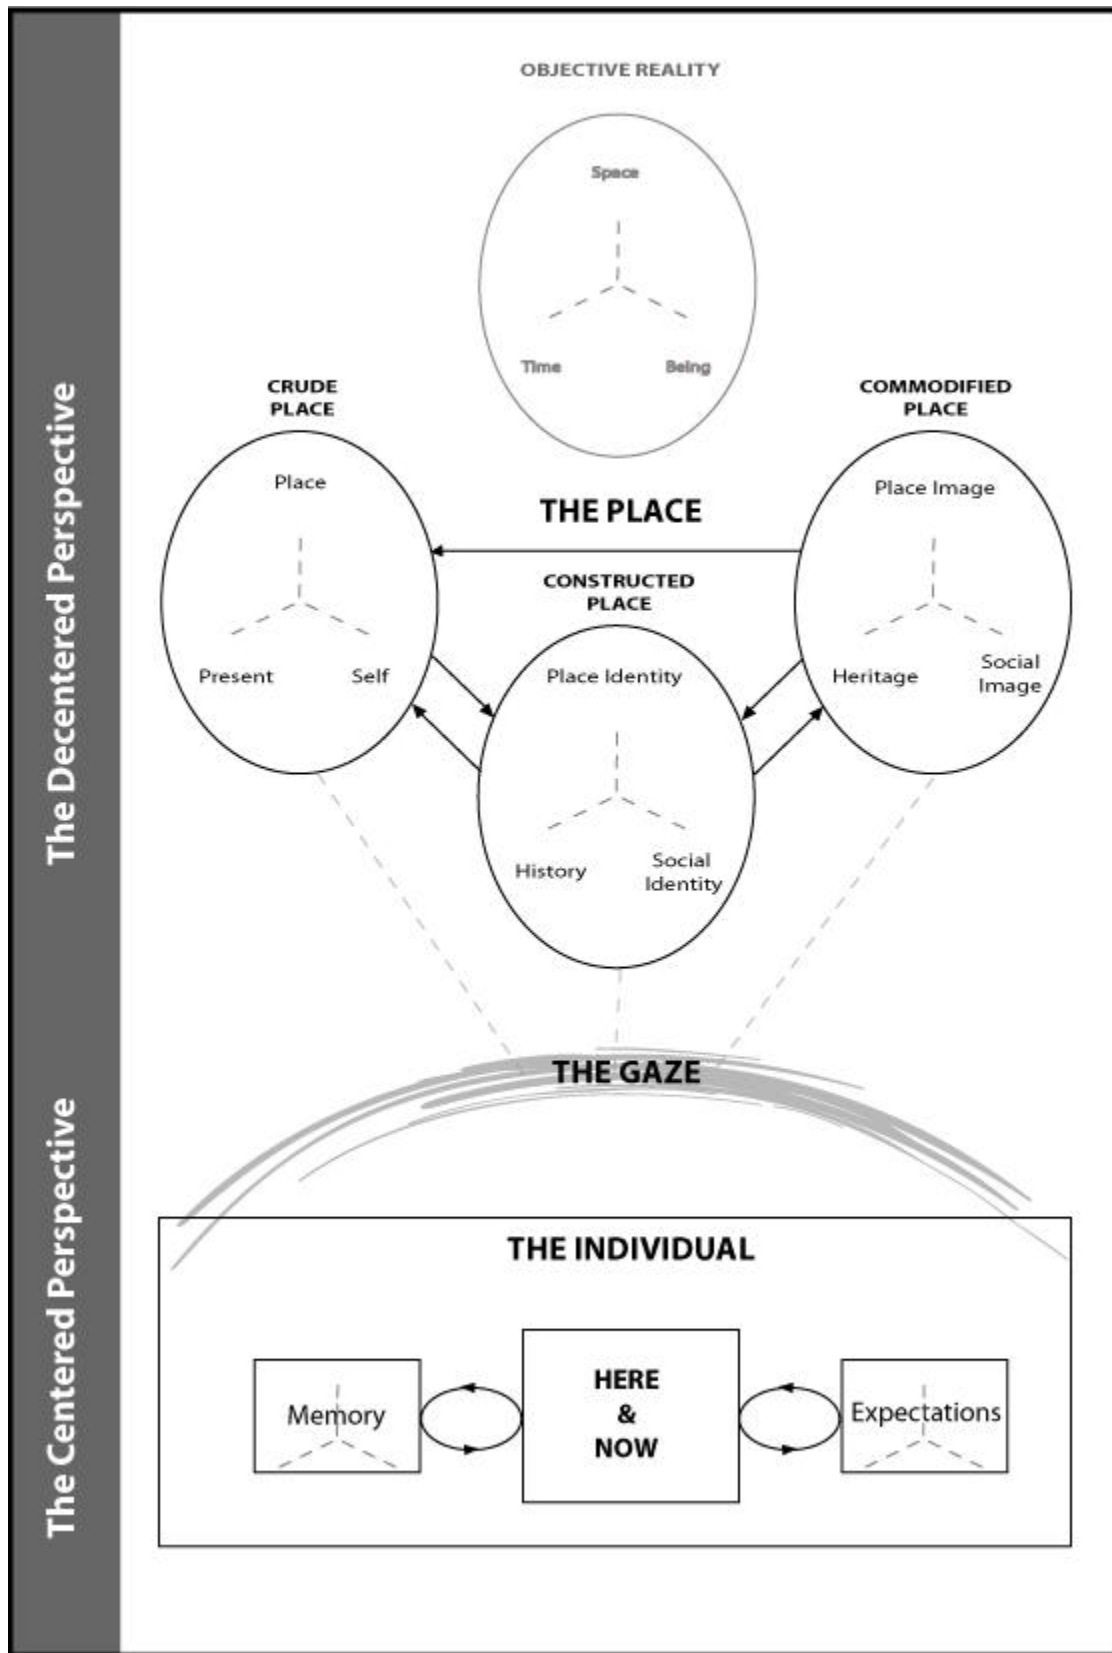 The Decentered Perspective
OBJECTIVE REALITY
Space
Time
Being
CRUDE
PLACE
Place
Present
Self
COMMODIFIED
PLACE
Place Image
Heritage
Social
Image
THE PLACE
CONSTRUCTED
PLACE
Place Identity
History
Social
Identity
The Centered Perspective
THE GAZE
THE INDIVIDUAL
Memory
HERE
&
NOW
Expectations